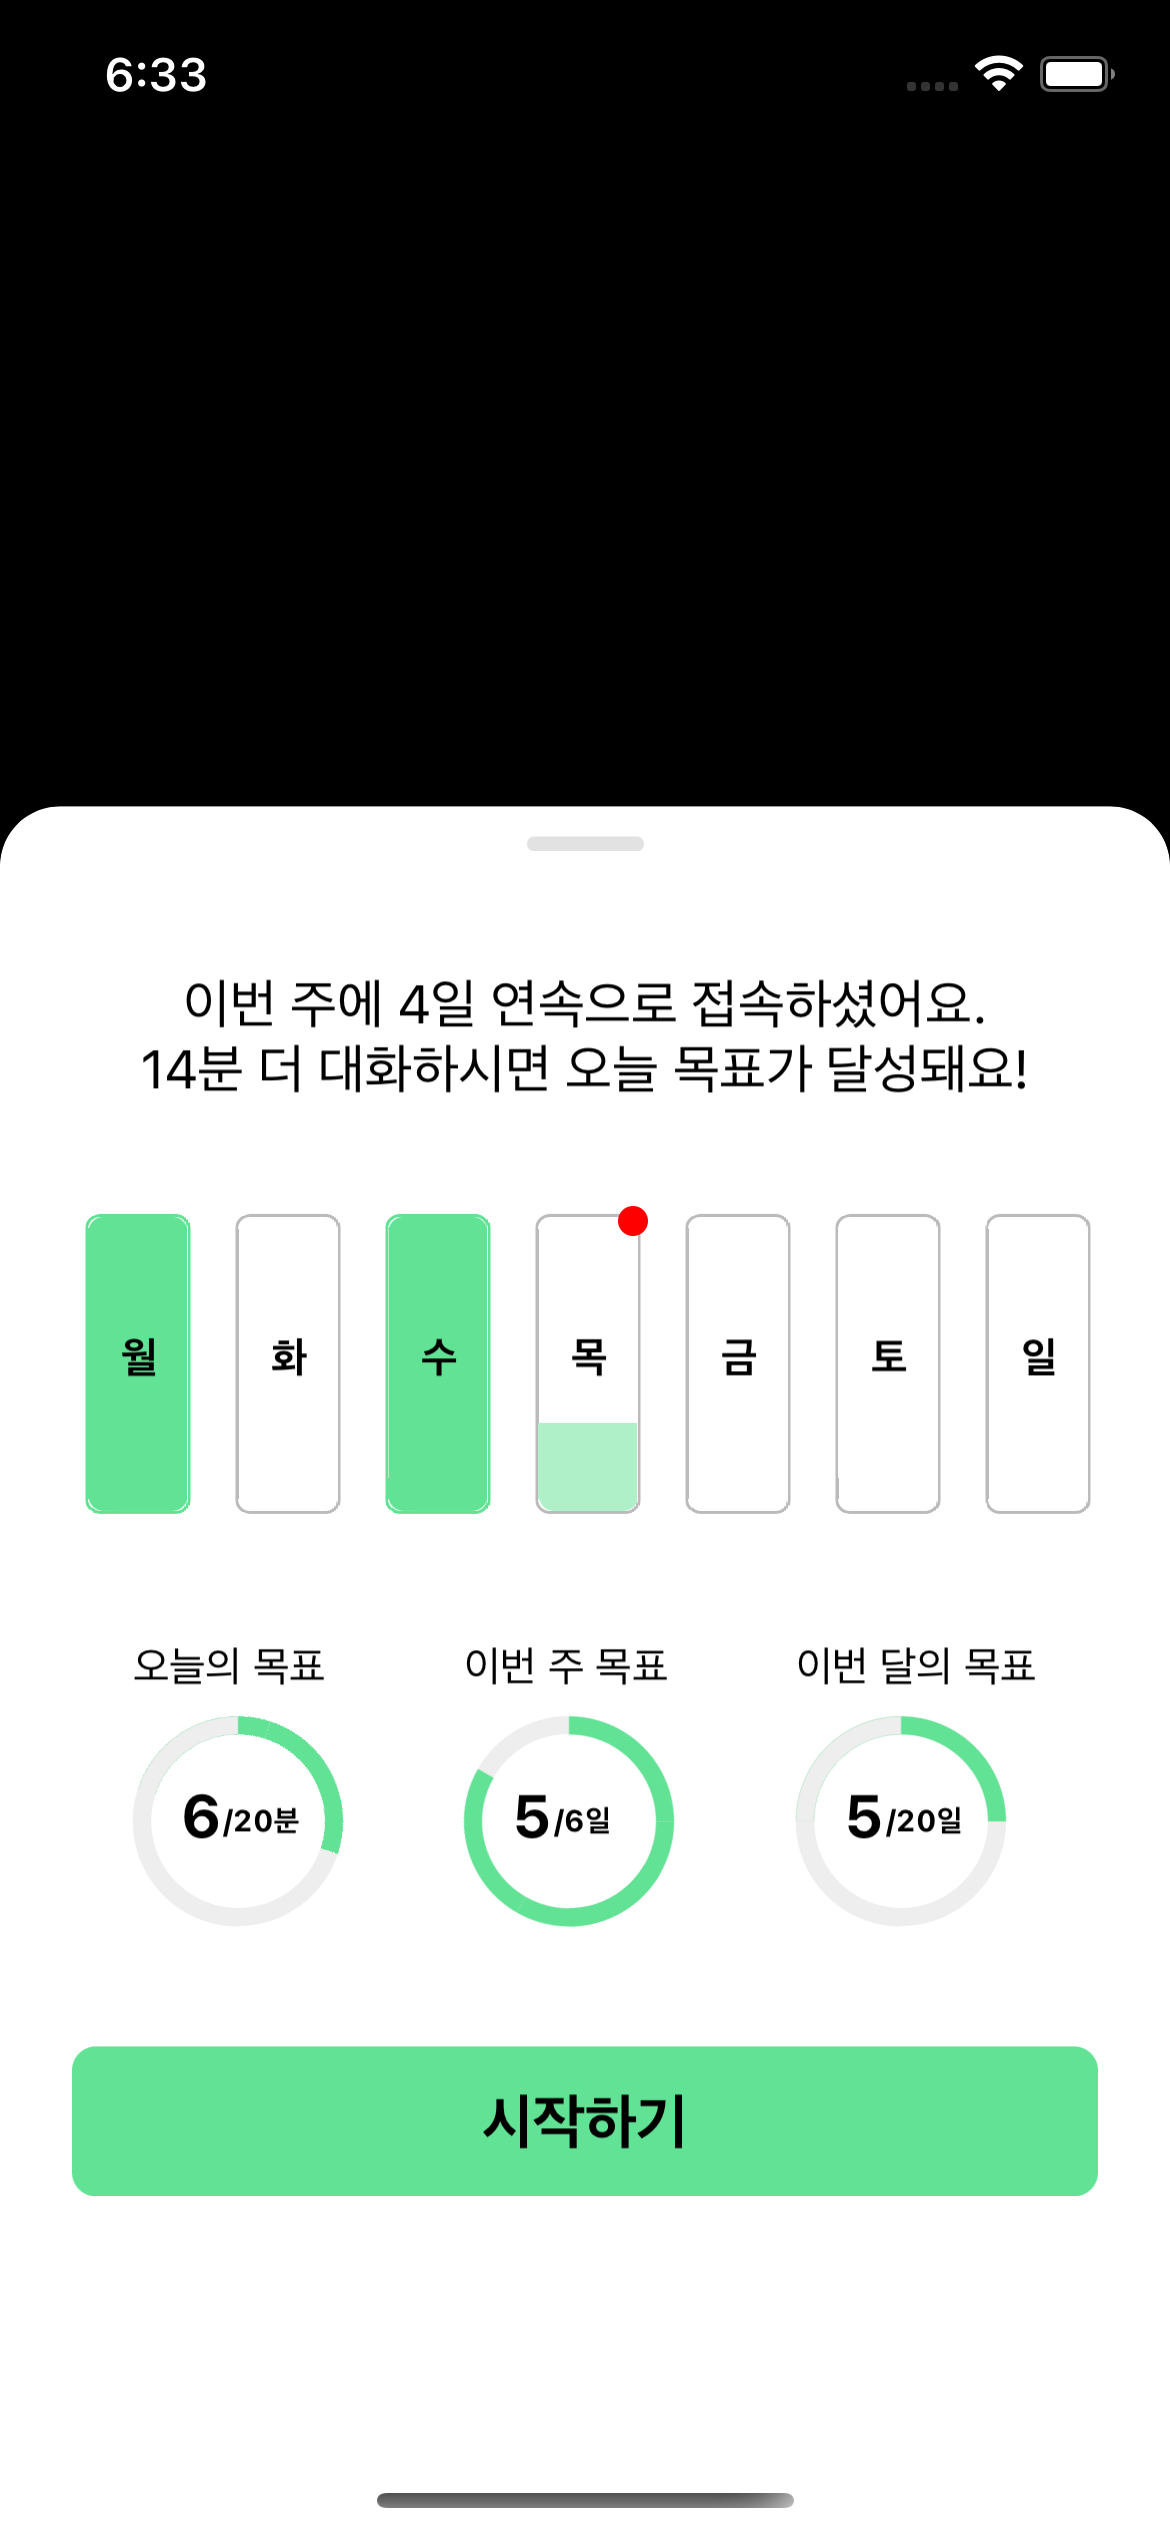 6:33
이번 주에 4일 연속으로 접속하셨어요.
14분 더 대화하시면 오늘 목표가 달성돼요!
월 화 수 목 금 토 일
오늘의 목표 이번 주 목표 이번 달의 목표
6/20분 5/6일 5/20일
시작하기